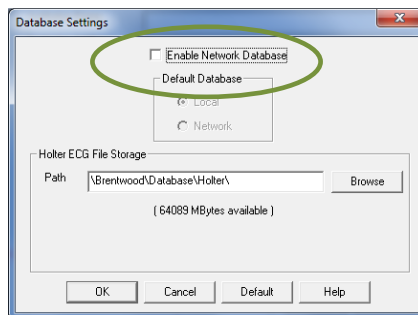 Database Settings
Enable Network Database
Default Database
Local
Network
Holter ECG File Storage
Path
\Brentwood\Database\Holter\
Browse
( 64089 MBytes available )
OK
Cancel
Default
Help